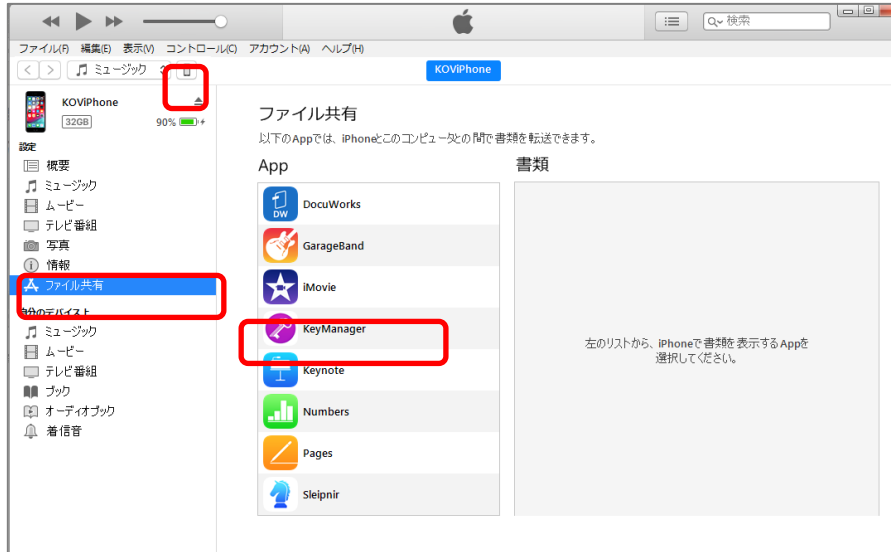 検索
ファイル(F) 編集(E) 表示(V) コントロール(C) アカウント(A) ヘルプ(H)
ミュージック
KOViPhone
KOViPhone
32GB
90%
設定
概要
ミュージック
ムービー
テレビ番組
写真
情報
ファイル共有
自分のデバイス上
ミュージック
ムービー
テレビ番組
ブック
オーディオブック
着信音
ファイル共有
以下のAppでは、iPhoneとこのコンピュータとの間で書類を転送できます。
App
DW
DocuWorks
GarageBand
iMovie
KeyManager
Keynote
Numbers
Pages
Sleipnir
書類
左のリストから、iPhoneで書類を表示するAppを
選択してください。